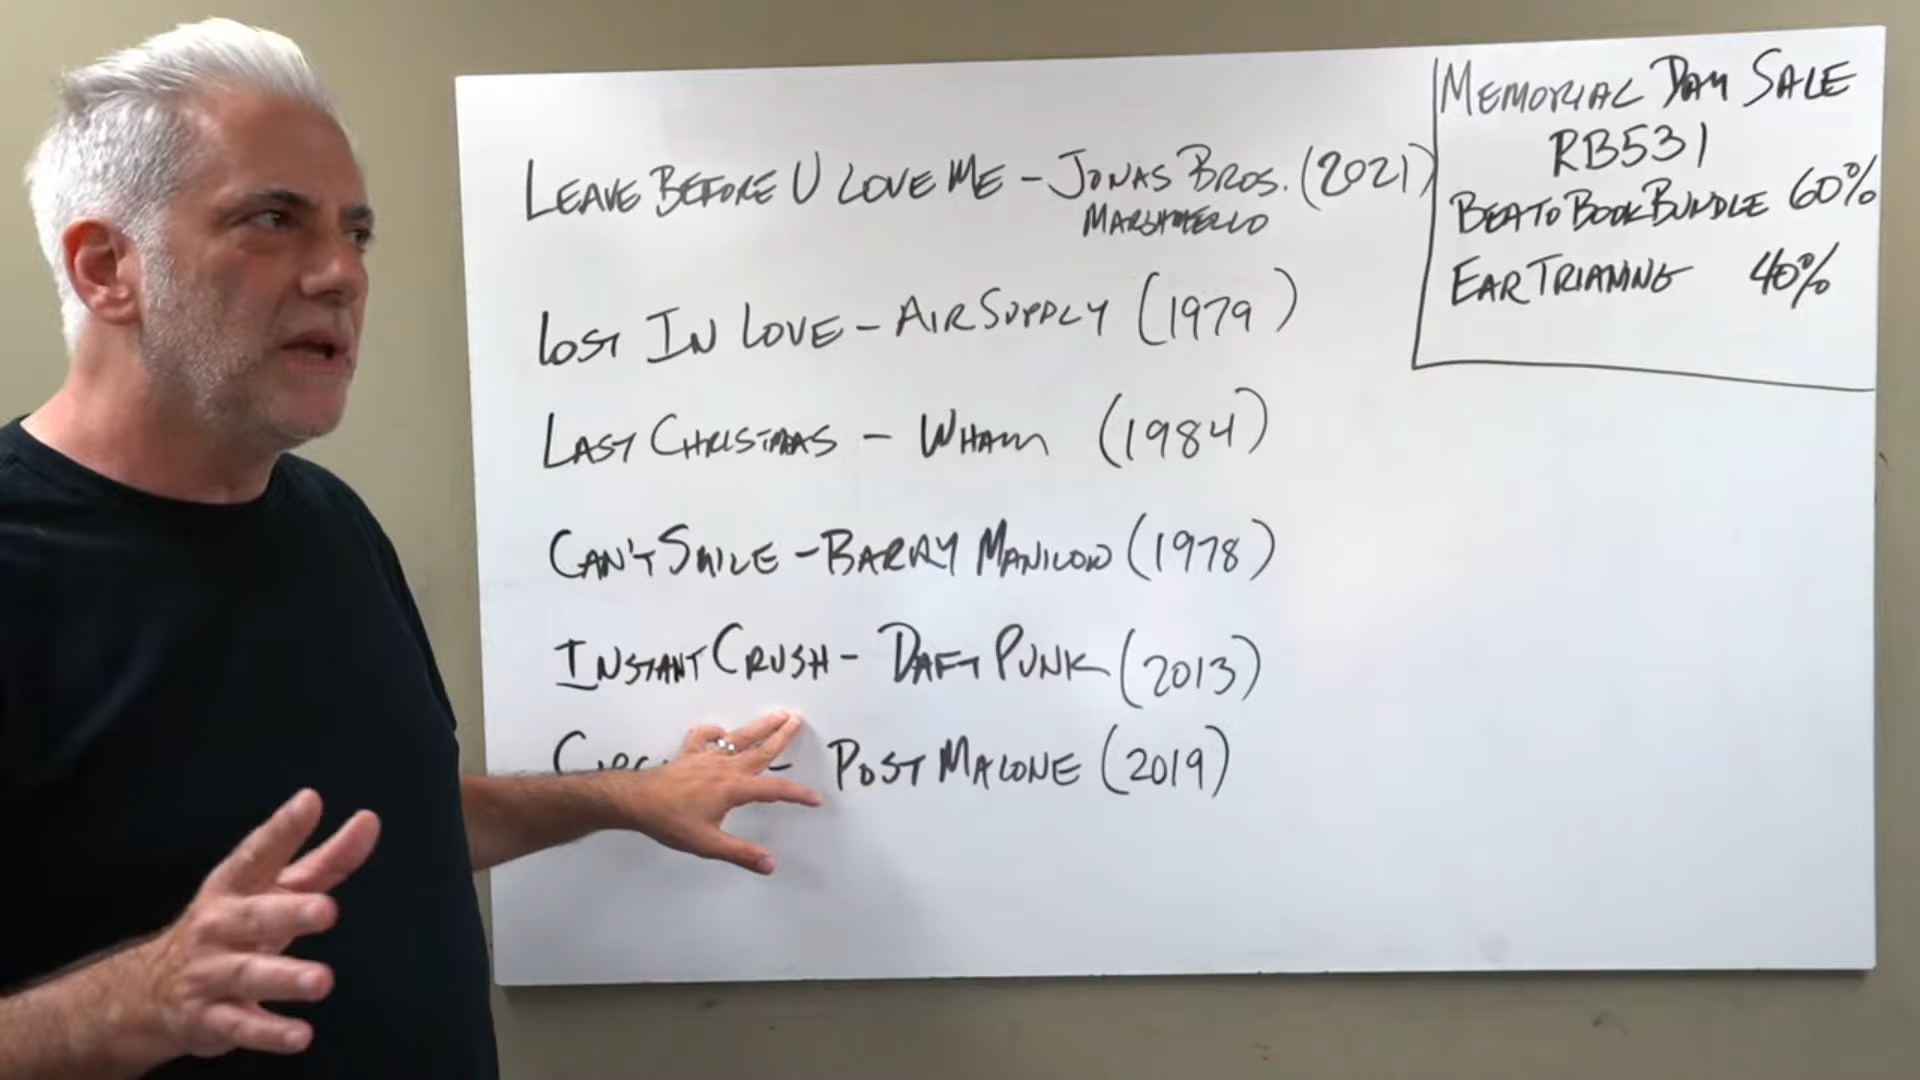 LEAVE BEFORE U LOVE ME - JONAS BROS. (2021)
MARSHMELLO
LOST IN LOVE - AIR SUPPLY (1979)
LAST CHRISTMAS - WHAM (1984)
CAN'T SMILE - BARRY MANILOW (1978)
INSTANT CRUSH - DAFT PUNK (2013)
- POST MALONE (2019)
MEMORIAL DAY SALE
RB531
BEATO BOOK BUNDLE 60%
EAR TRIANING 40%